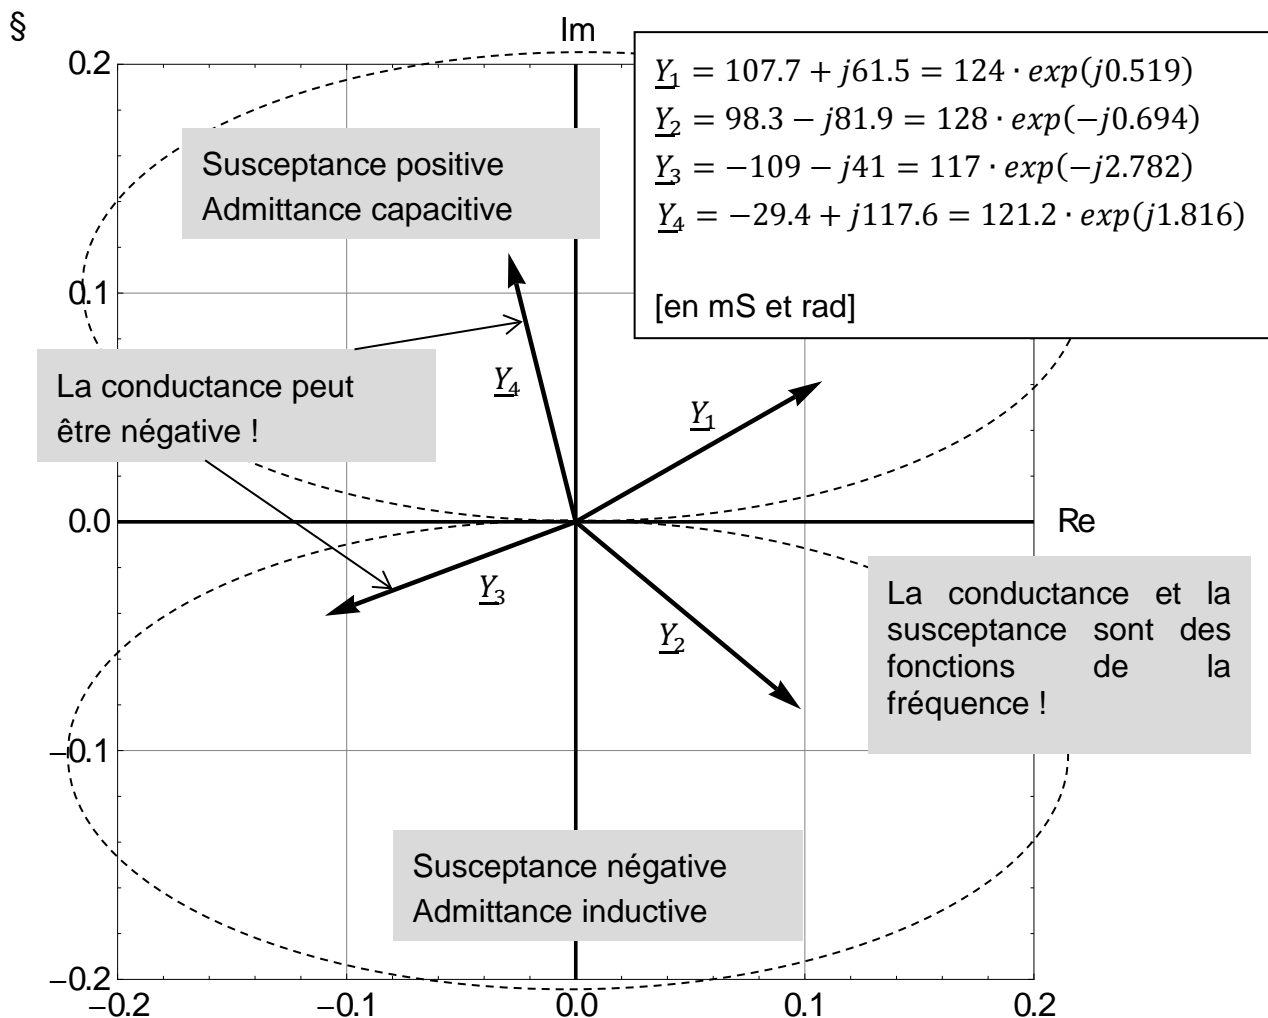 §
Im
0.2
Y1 = 107.7 + j61.5 = 124 · exp(j0.519)
Y2 = 98.3 − j81.9 = 128 · exp(−j0.694)
Y3 = −109 − j41 = 117 · exp(−j2.782)
Y4 = −29.4 + j117.6 = 121.2 · exp(j1.816)
[en mS et rad]
Susceptance positive
Admittance capacitive
0.1
La conductance peut
être négative !
Y4
Y1
0.0
Re
Y3
Y2
La conductance et la
susceptance sont des
fonctions de la
fréquence !
−0.1
Susceptance négative
Admittance inductive
−0.2
−0.2 −0.1 0.0 0.1 0.2